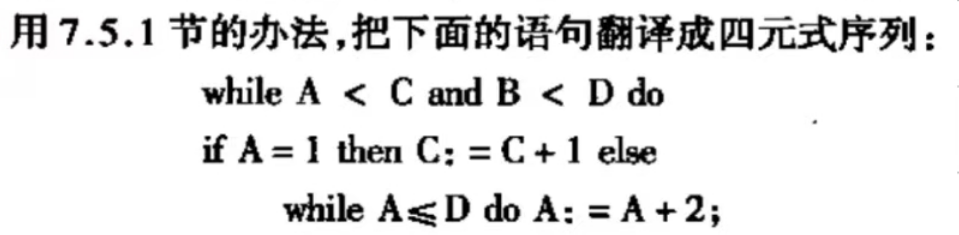 用7.5.1节的办法,把下面的语句翻译成四元式序列:
while A < C and B < D do
if A = 1 then C: = C + 1 else
while A⩽D do A: = A + 2;